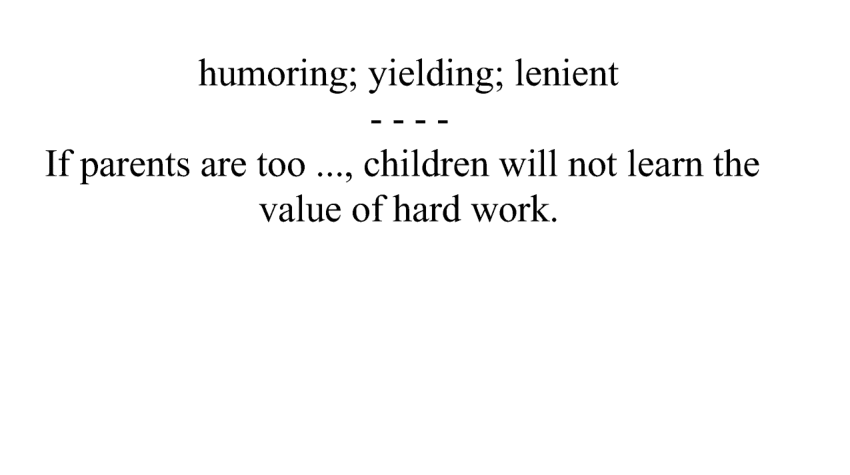 humoring; yielding; lenient
- - - -
If parents are too ..., children will not learn the
value of hard work.